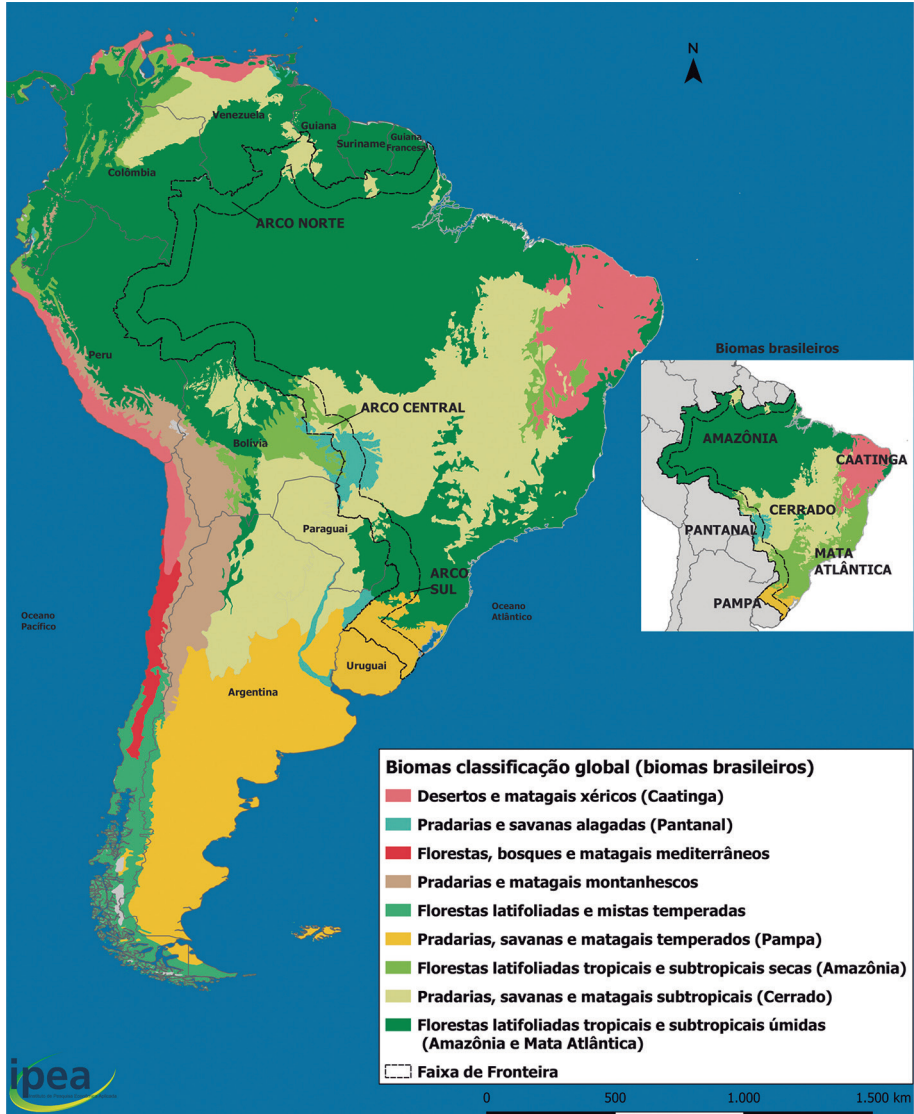 N
Venezuela
Guiana
Suriname
Guiana
Francesa
Colômbia
ARCO NORTE
Peru
Biomas brasileiros
ARCO CENTRAL
Bolívia
AMAZÔNIA
CAATINGA
CERRADO
PANTANAL
MATA
ATLÂNTICA
PAMPA
Paraguai
ARCO
SUL
Oceano
Pacífico
Oceano
Atlântico
Uruguai
Argentina
Biomas classificação global (biomas brasileiros)
Desertos e matagais xéricos (Caatinga)
Pradarias e savanas alagadas (Pantanal)
Florestas, bosques e matagais mediterrâneos
Pradarias e matagais montanhescos
Florestas latifoliadas e mistas temperadas
Pradarias, savanas e matagais temperados (Pampa)
Florestas latifoliadas tropicais e subtropicais secas (Amazônia)
Pradarias, savanas e matagais subtropicais (Cerrado)
Florestas latifoliadas tropicais e subtropicais úmidas
(Amazônia e Mata Atlântica)
Faixa de Fronteira
ipea
0 500 1.000 1.500 km